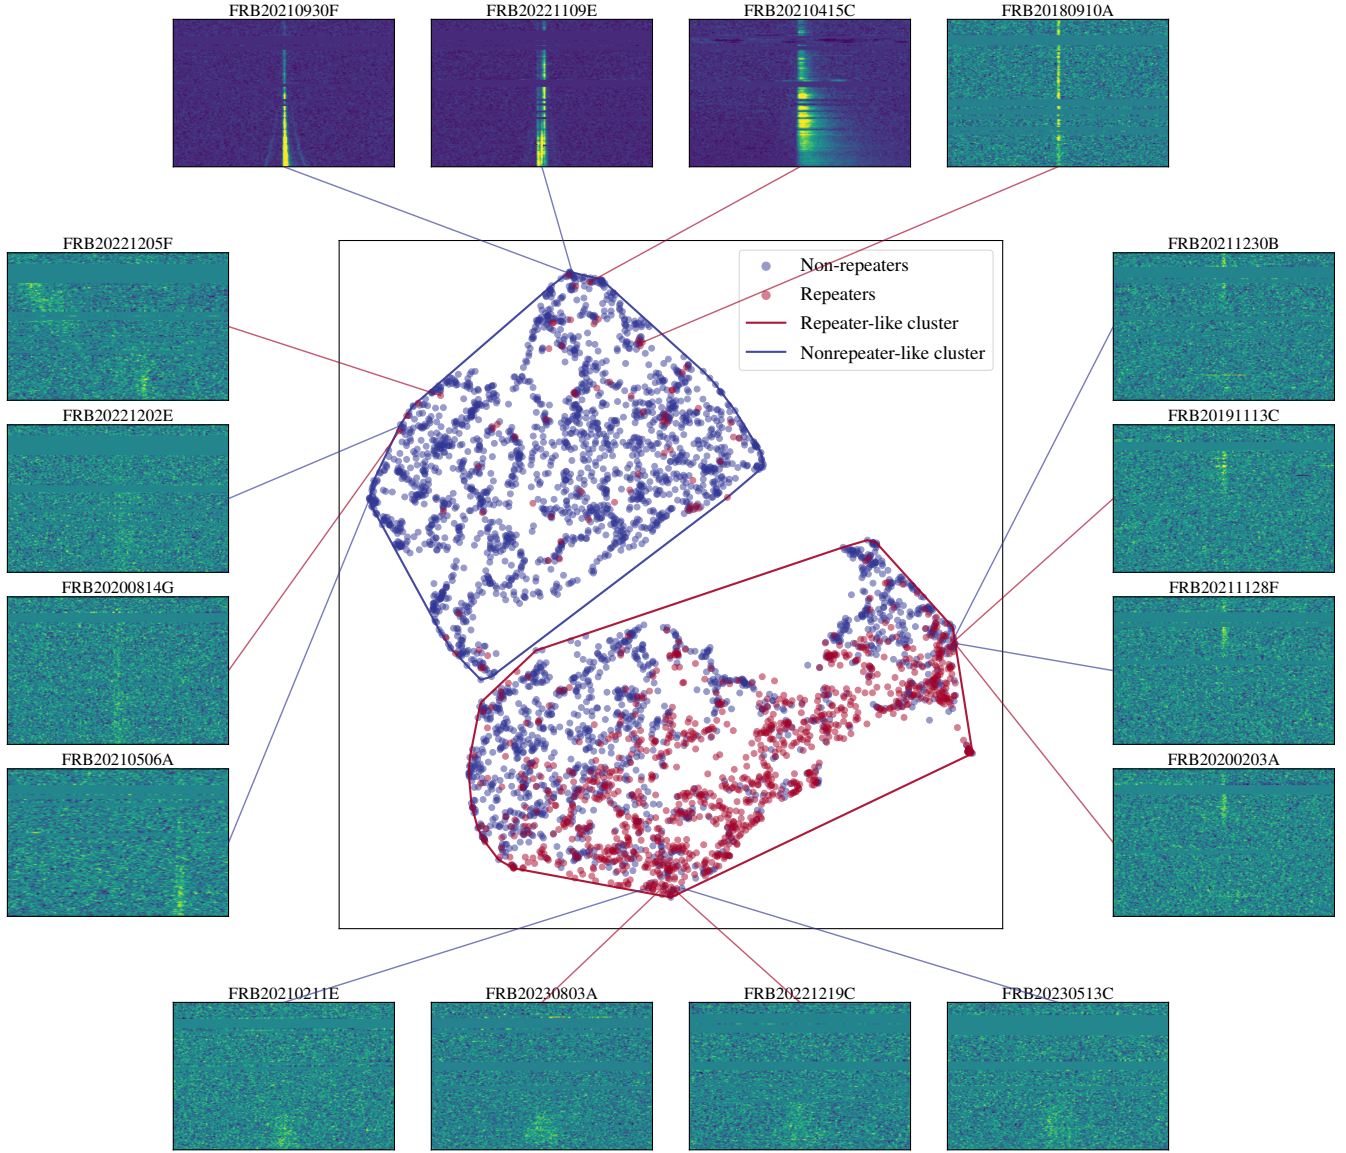 FRB20210930F
FRB20221109E
FRB20210415C
FRB20180910A
FRB20221205F
FRB20211230B
Non-repeaters
Repeaters
Repeater-like cluster
Nonrepeater-like cluster
FRB20221202E
FRB20191113C
FRB20200814G
FRB20211128F
FRB20210506A
FRB20200203A
FRB20210211E
FRB20230803A
FRB20221219C
FRB20230513C